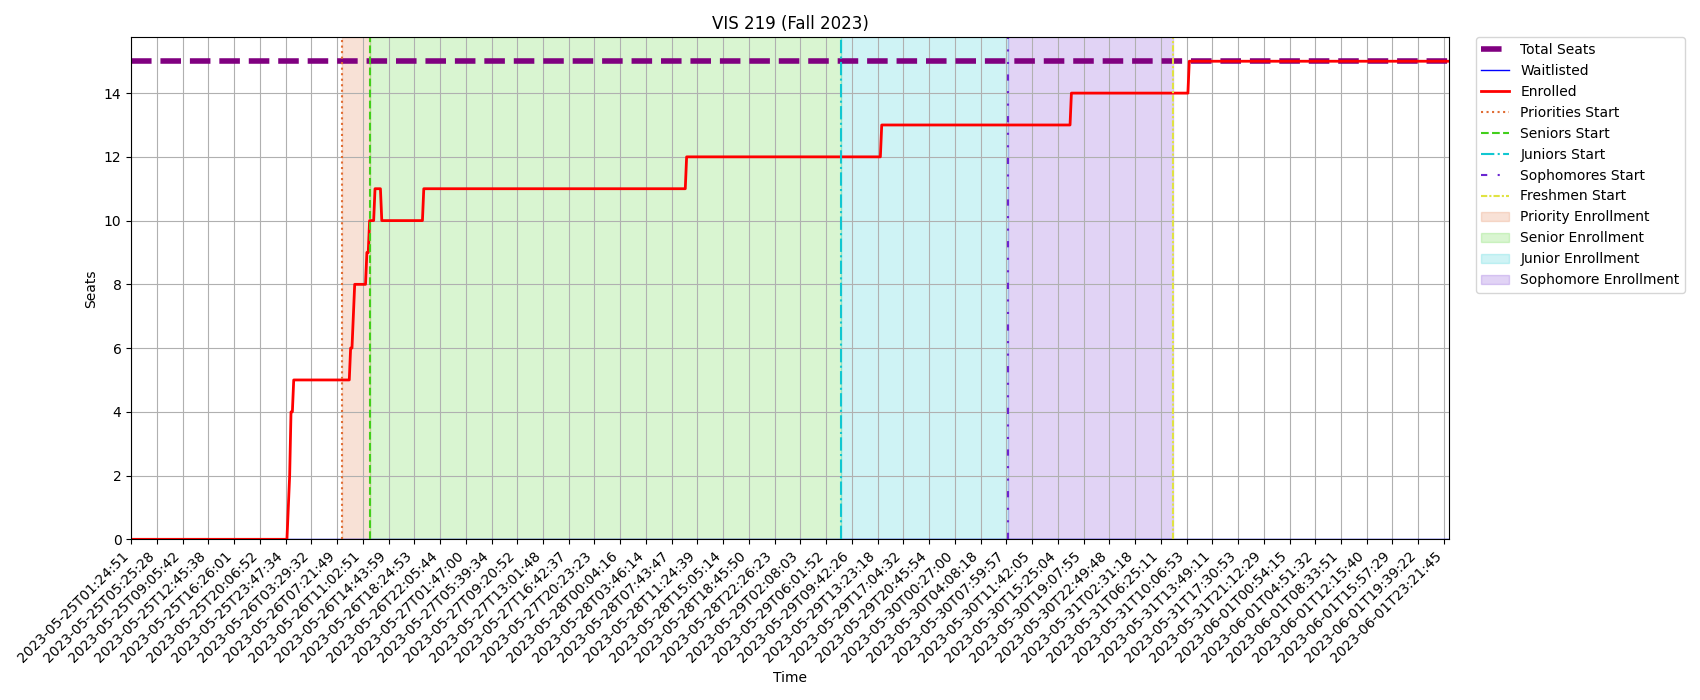 VIS 219 (Fall 2023)
Seats
14
12
10
8
6
4
2
0
2023-05-25T01:24:51
2023-05-25T05:25:28
2023-05-25T09:05:42
2023-05-25T12:45:38
2023-05-25T16:26:01
2023-05-25T20:06:52
2023-05-25T23:47:34
2023-05-26T03:29:32
2023-05-26T07:21:49
2023-05-26T11:02:51
2023-05-26T14:43:59
2023-05-26T18:24:53
2023-05-26T22:05:44
2023-05-27T01:47:00
2023-05-27T05:39:34
2023-05-27T09:20:52
2023-05-27T13:01:48
2023-05-27T16:42:37
2023-05-27T20:23:23
2023-05-28T00:04:16
2023-05-28T03:46:14
2023-05-28T07:43:47
2023-05-28T11:24:39
2023-05-28T15:05:14
2023-05-28T18:45:50
2023-05-28T22:26:23
2023-05-29T02:08:03
2023-05-29T06:01:52
2023-05-29T09:42:26
2023-05-29T13:23:18
2023-05-29T17:04:32
2023-05-29T20:45:54
2023-05-30T00:27:00
2023-05-30T04:08:18
2023-05-30T07:59:57
2023-05-30T11:42:05
2023-05-30T15:25:04
2023-05-30T19:07:55
2023-05-30T22:49:48
2023-05-31T02:31:18
2023-05-31T06:25:11
2023-05-31T10:06:53
2023-05-31T13:49:11
2023-05-31T17:30:53
2023-05-31T21:12:29
2023-06-01T00:54:15
2023-06-01T04:51:32
2023-06-01T08:33:51
2023-06-01T12:15:40
2023-06-01T15:57:29
2023-06-01T19:39:22
2023-06-01T23:21:45
Time
Total Seats
Waitlisted
Enrolled
Priorities Start
Seniors Start
Juniors Start
Sophomores Start
Freshmen Start
Priority Enrollment
Senior Enrollment
Junior Enrollment
Sophomore Enrollment